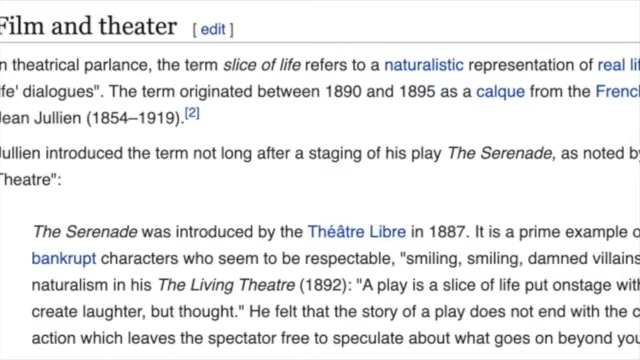 Film and theater [ edit ]
n theatrical parlance, the term slice of life refers to a naturalistic representation of real lif
ife' dialogues". The term originated between 1890 and 1895 as a calque from the French
Jean Jullien (1854–1919).[2]
Jullien introduced the term not long after a staging of his play The Serenade, as noted by
Theatre":
The Serenade was introduced by the Théâtre Libre in 1887. It is a prime example o
bankrupt characters who seem to be respectable, "smiling, smiling, damned villains
naturalism in his The Living Theatre (1892): "A play is a slice of life put onstage with
create laughter, but thought." He felt that the story of a play does not end with the c
action which leaves the spectator free to speculate about what goes on beyond you